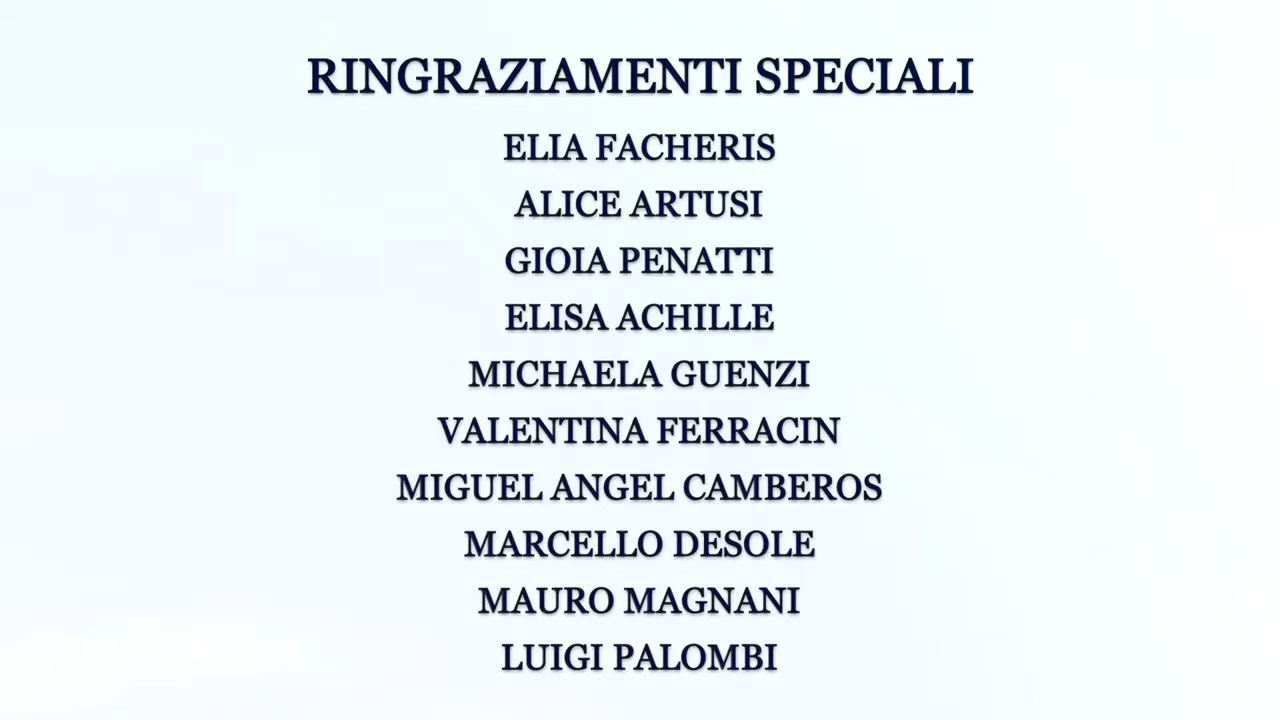 RINGRAZIAMENTI SPECIALI
ELIA FACHERIS
ALICE ARTUSI
GIOIA PENATTI
ELISA ACHILLE
MICHAELA GUENZI
VALENTINA FERRACIN
MIGUEL ANGEL CAMBEROS
MARCELLO DESOLE
MAURO MAGNANI
LUIGI PALOMBI